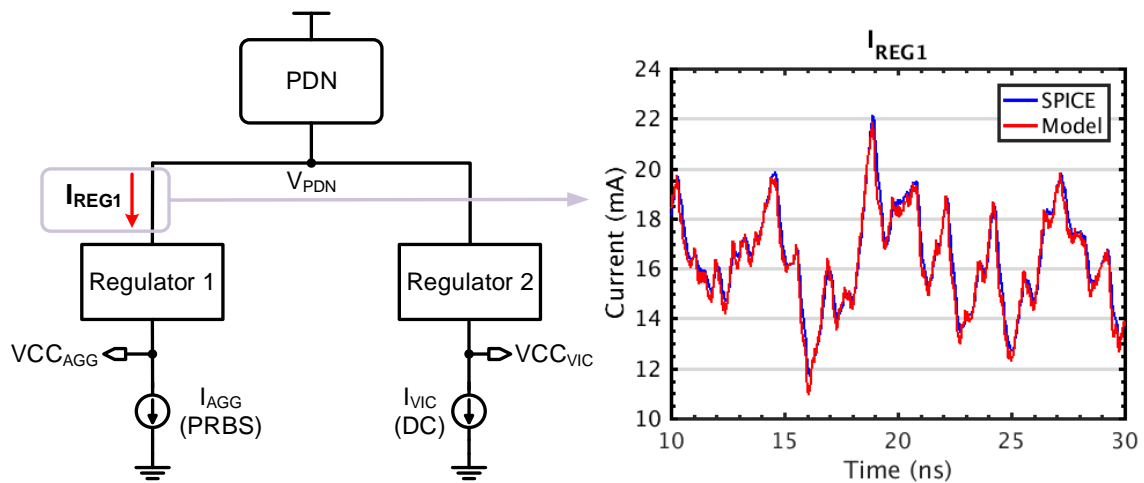 PDN
V_PDN
I_REG1
Regulator 1
Regulator 2
VCC_AGG
VCC_VIC
I_AGG
(PRBS)
I_VIC
(DC)
I_REG1
SPICE
Model
24
22
20
18
16
14
12
10
Current (mA)
10
15
20
25
30
Time (ns)